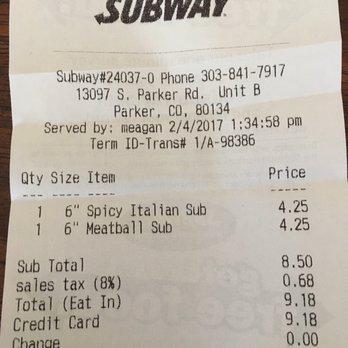 SUBWAY
Subway#24037-0 Phone 303-841-7917
13097 S. Parker Rd. Unit B
Parker, CO, 80134
Served by: meagan 2/4/2017 1:34:58 pm
Term ID-Trans# 1/A-98386
Qty Size Item Price
--- ---- ---- -----
1 6" Spicy Italian Sub 4.25
1 6" Meatball Sub 4.25
Sub Total 8.50
sales tax (8%) 0.68
Total (Eat In) 9.18
Credit Card 9.18
Change 0.00